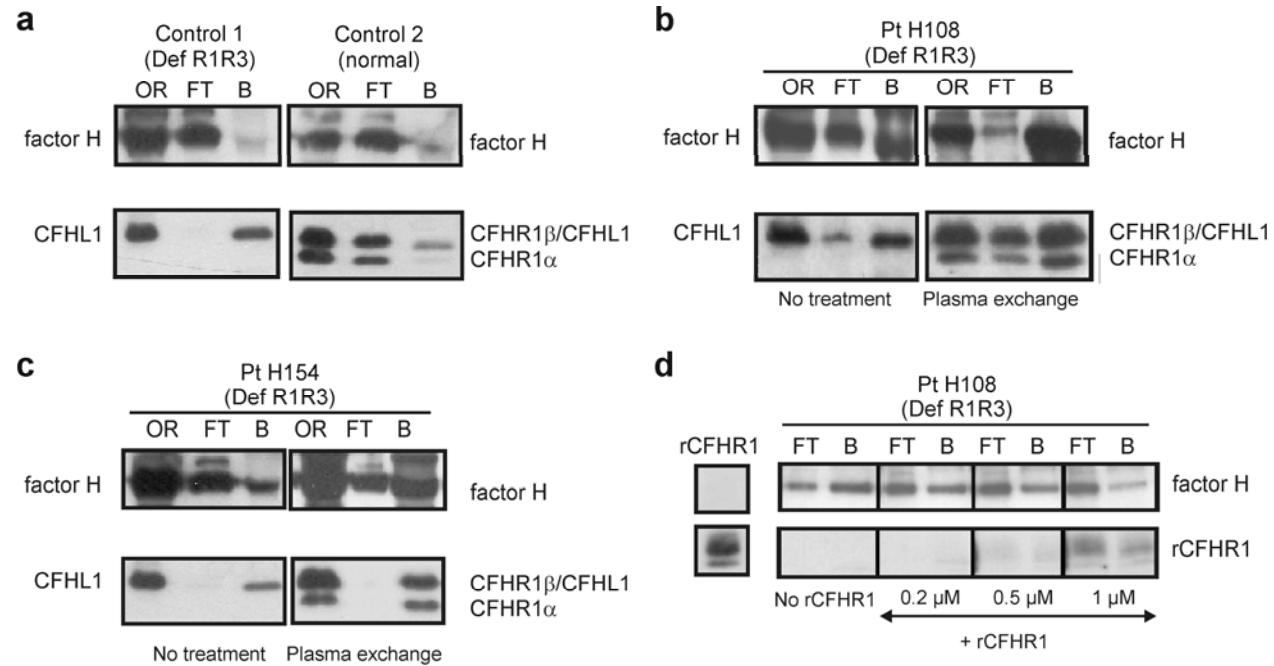 a
Control 1
(Def R1R3)
Control 2
(normal)
OR FT B OR FT B
factor H factor H
CFHL1 CFHR1β/CFHL1
CFHR1α
b
Pt H108
(Def R1R3)
OR FT B OR FT B
factor H factor H
CFHL1 CFHR1β/CFHL1
CFHR1α
No treatment Plasma exchange
c
Pt H154
(Def R1R3)
OR FT B OR FT B
factor H factor H
CFHL1 CFHR1β/CFHL1
CFHR1α
No treatment Plasma exchange
d
Pt H108
(Def R1R3)
rCFHR1 FT B FT B FT B FT B
factor H
rCFHR1
No rCFHR1 0.2 µM 0.5 µM 1 µM
+ rCFHR1